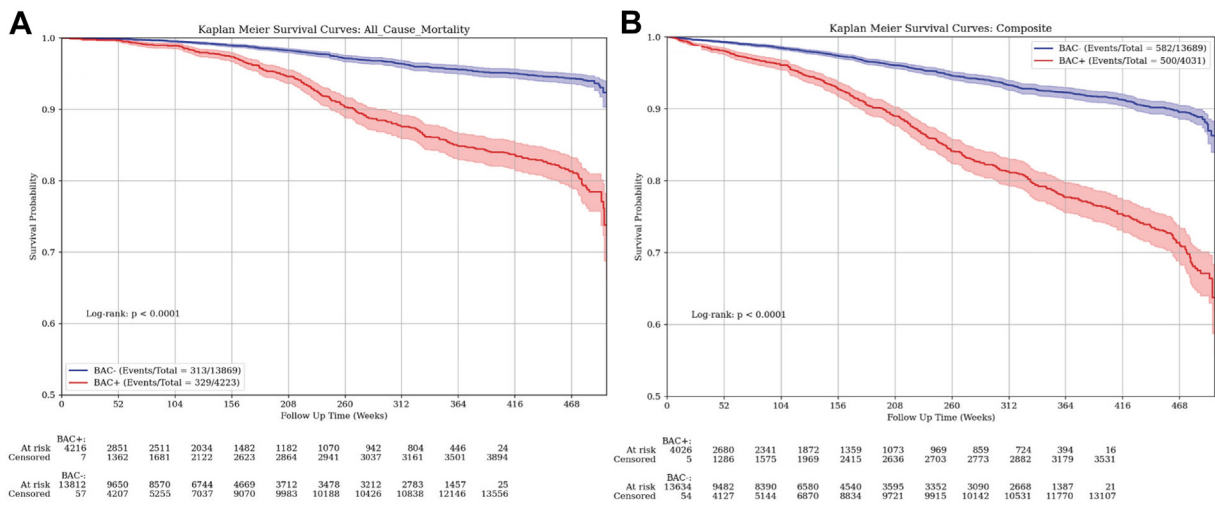 A
Kaplan Meier Survival Curves: All_Cause_Mortality
1.0
0.9
0.8
0.7
0.6
0.5
Survival Probability
Log-rank: p < 0.0001
BAC- (Events/Total = 313/13869)
BAC+ (Events/Total = 329/4223)
0 52 104 156 208 260 312 364 416 468
Follow Up Time (Weeks)
BAC+:
At risk 4216 2851 2511 2034 1482 1182 1070 942 804 446 24
Censored 7 1362 1681 2122 2623 2864 2941 3037 3161 3501 3894
BAC-:
At risk 13812 9650 8570 6744 4669 3712 3478 3212 2783 1457 25
Censored 57 4207 5255 7037 9070 9983 10188 10426 10838 12146 13556
B
Kaplan Meier Survival Curves: Composite
BAC- (Events/Total = 582/13689)
BAC+ (Events/Total = 500/4031)
1.0
0.9
0.8
0.7
0.6
0.5
Survival Probability
Log-rank: p < 0.0001
0 52 104 156 208 260 312 364 416 468
Follow Up Time (Weeks)
BAC+:
At risk 4026 2680 2341 1872 1359 1073 969 859 724 394 16
Censored 5 1286 1575 1969 2415 2636 2703 2773 2882 3179 3531
BAC-:
At risk 13634 9482 8390 6580 4540 3595 3352 3090 2668 1387 21
Censored 54 4127 5144 6870 8834 9721 9915 10142 10531 11770 13107